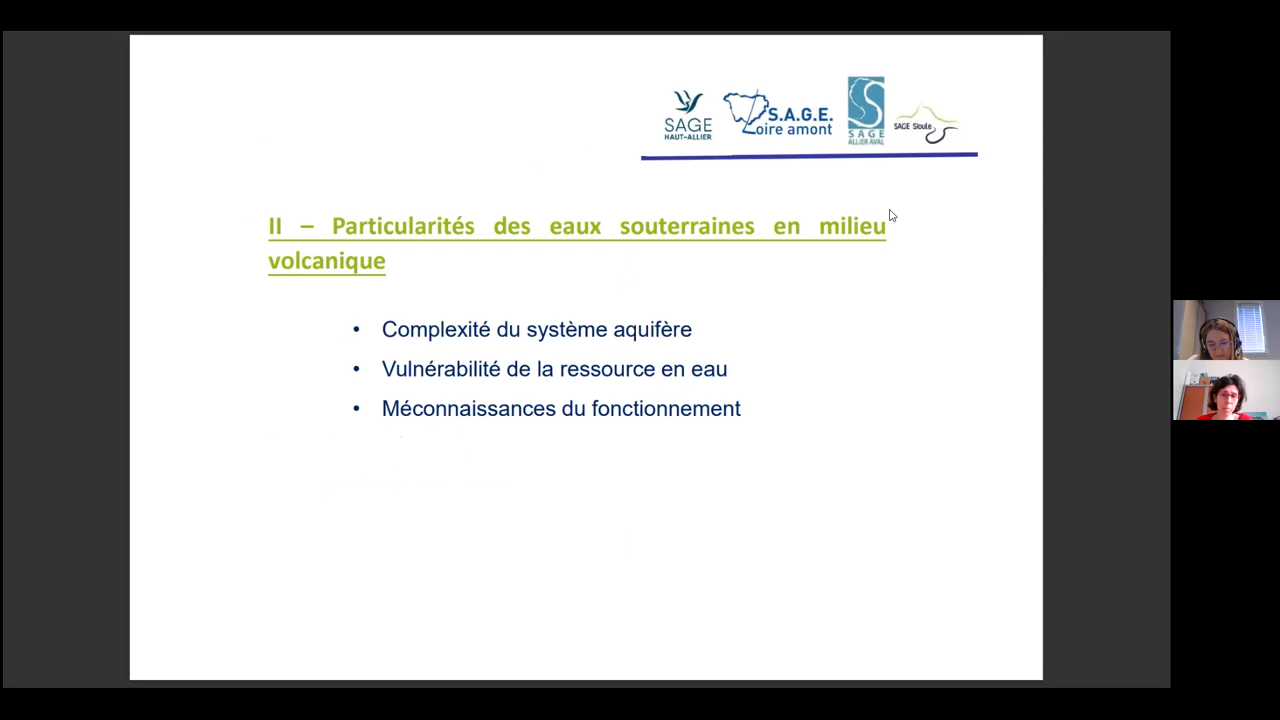 SAGE
HAUT-ALLIER
S.A.G.E.
Loire amont
SAGE
ALLIER AVAL
SAGE Sioule
II – Particularités des eaux souterraines en milieu
volcanique
• Complexité du système aquifère
• Vulnérabilité de la ressource en eau
• Méconnaissances du fonctionnement